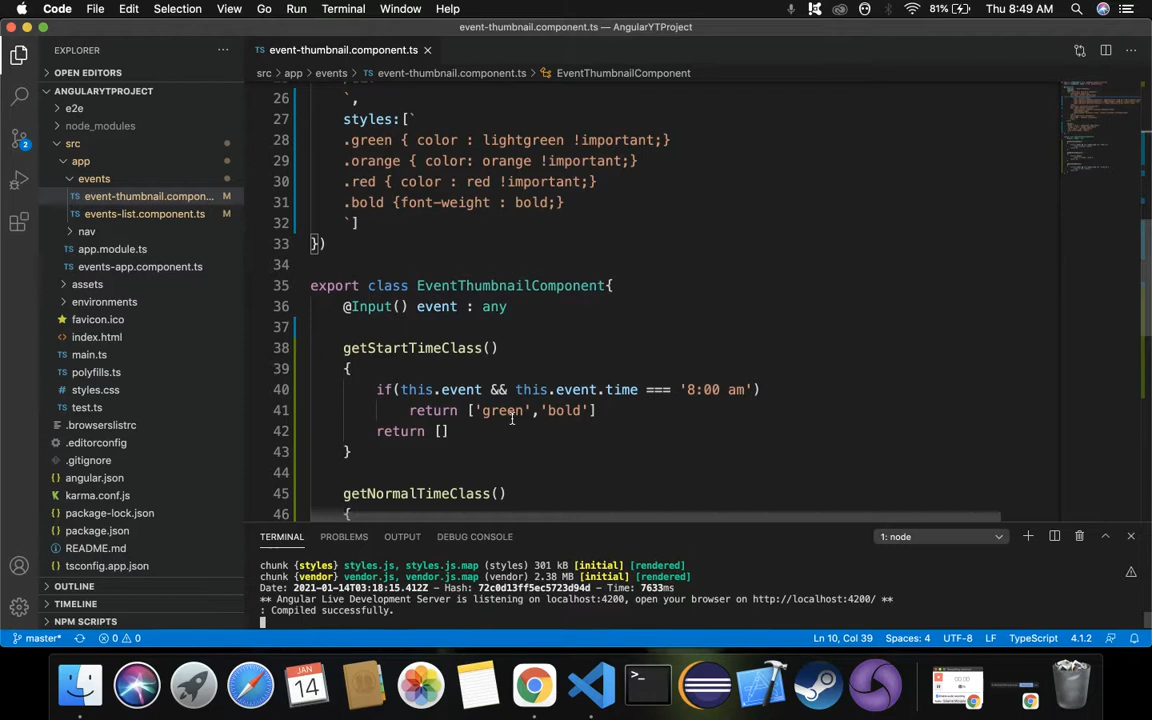 Code File Edit Selection View Go Run Terminal Window Help 81% Thu 8:49 AM
event-thumbnail.component.ts — AngularYTProject
EXPLORER
event-thumbnail.component.ts
OPEN EDITORS
src app events event-thumbnail.component.ts EventThumbnailComponent
ANGULARYTPROJECT
e2e
node_modules
src
app
events
event-thumbnail.compon... M
events-list.component.ts M
nav
app.module.ts
events-app.component.ts
assets
environments
favicon.ico
index.html
main.ts
polyfills.ts
styles.css
test.ts
.browserslistrc
.editorconfig
.gitignore
angular.json
karma.conf.js
package-lock.json
package.json
README.md
tsconfig.app.json
OUTLINE
TIMELINE
NPM SCRIPTS
2
26 `,
27 styles:[`
28 .green { color : lightgreen !important;}
29 .orange { color: orange !important;}
30 .red { color : red !important;}
31 .bold {font-weight : bold;}
32 `]
33 })
34
35 export class EventThumbnailComponent{
36 @Input() event : any
37
38 getStartTimeClass()
39 {
40 if(this.event && this.event.time === '8:00 am')
41 return ['green','bold']
42 return []
43 }
44
45 getNormalTimeClass()
46 {
TERMINAL PROBLEMS OUTPUT DEBUG CONSOLE 1: node
chunk {styles} styles.js, styles.js.map (styles) 301 kB [initial] [rendered]
chunk {vendor} vendor.js, vendor.js.map (vendor) 2.38 MB [initial] [rendered]
Date: 2021-01-14T03:18:15.412Z - Hash: 72c0d13ff5ec5723d94d - Time: 7633ms
** Angular Live Development Server is listening on localhost:4200, open your browser on http://localhost:4200/ **
: Compiled successfully.
master* 0 0 Ln 10, Col 39 Spaces: 4 UTF-8 LF TypeScript 4.1.2
JAN
14